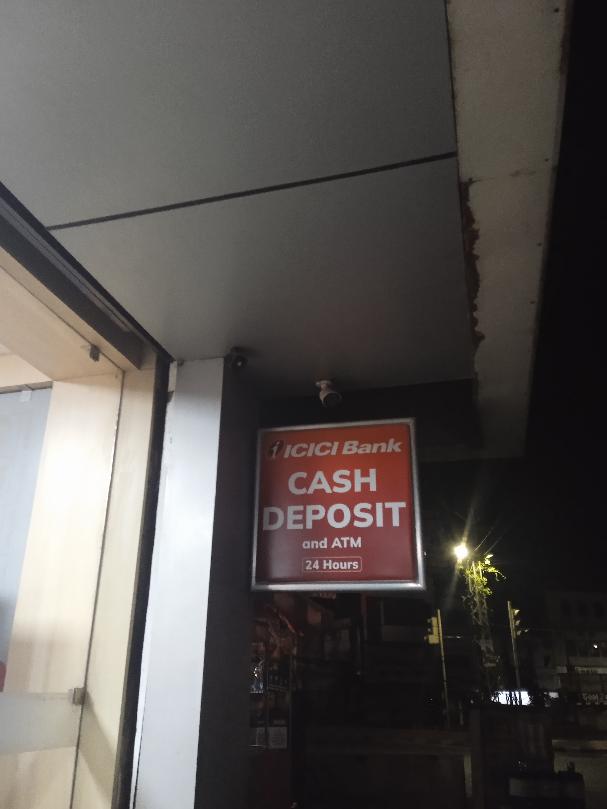 ICICI Bank
CASH
DEPOSIT
and ATM
24 Hours